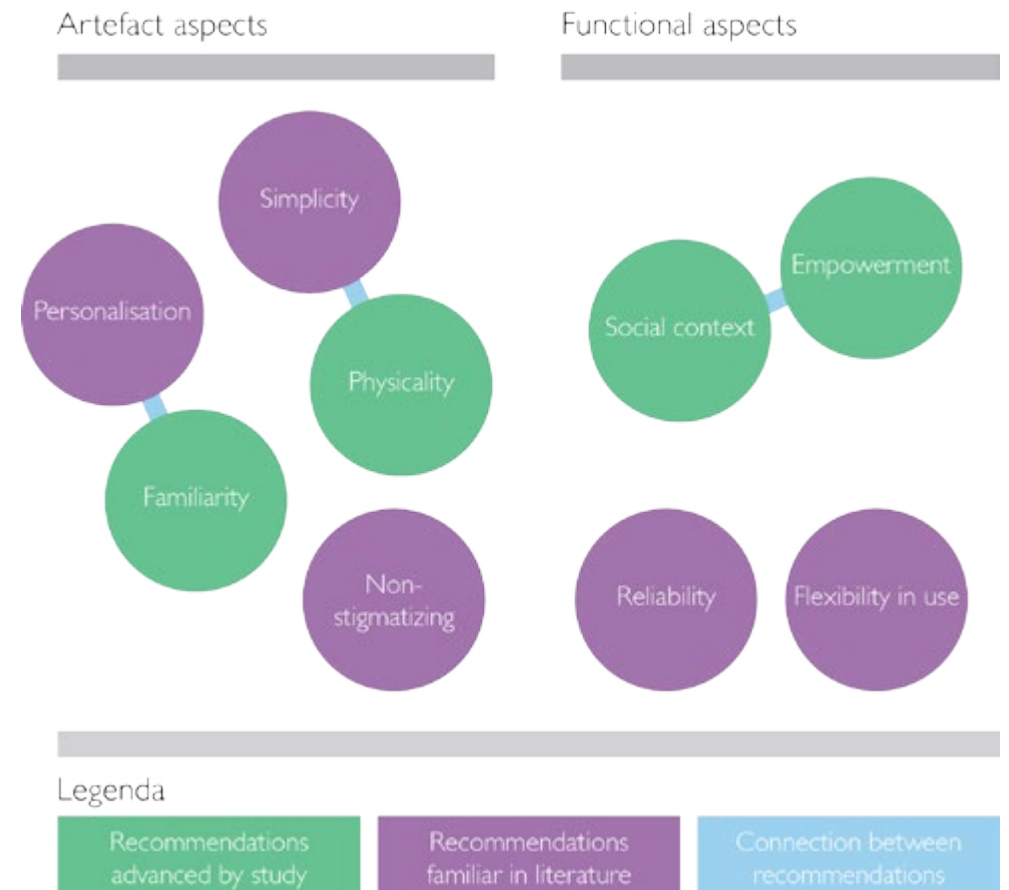 Artefact aspects
Functional aspects
Simplicity
Personalisation
Physicality
Familiarity
Non-
stigmatizing
Empowerment
Social context
Reliability
Flexibility in use
Legenda
Recommendations
advanced by study
Recommendations
familiar in literature
Connection between
recommendations